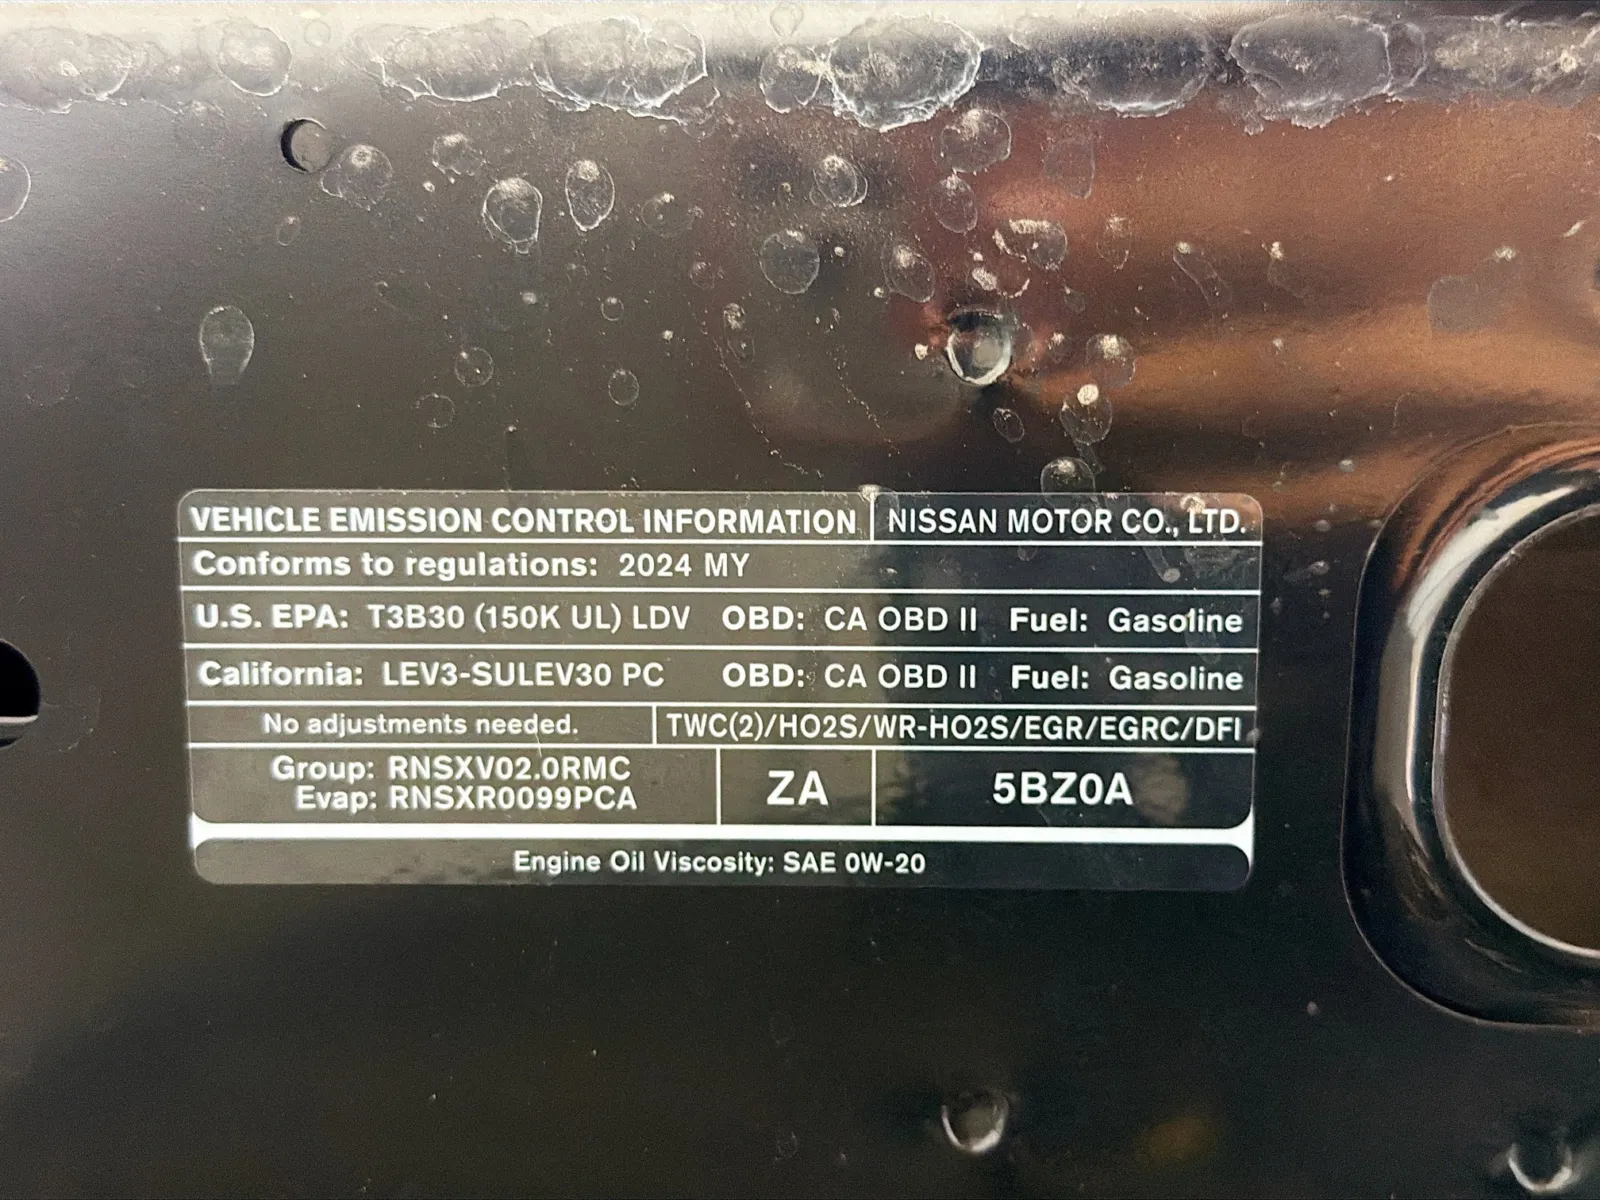 VEHICLE EMISSION CONTROL INFORMATION NISSAN MOTOR CO., LTD.
Conforms to regulations: 2024 MY
U.S. EPA: T3B30 (150K UL) LDV OBD: CA OBD II Fuel: Gasoline
California: LEV3-SULEV30 PC OBD: CA OBD II Fuel: Gasoline
No adjustments needed. TWC(2)/HO2S/WR-HO2S/EGR/EGRC/DFI
Group: RNSXV02.0RMC
Evap: RNSXR0099PCA
ZA
5BZ0A
Engine Oil Viscosity: SAE 0W-20